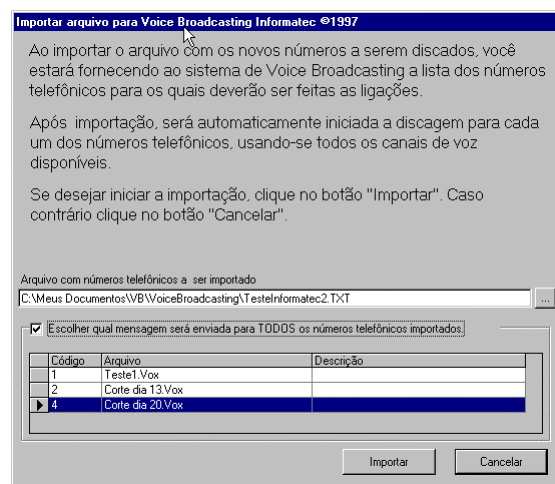 Importar arquivo para Voice Broadcasting Informatec ©1997
Ao importar o arquivo com os novos números a serem discados, você
estará fornecendo ao sistema de Voice Broadcasting a lista dos números
telefônicos para os quais deverão ser feitas as ligações.
Após importação, será automaticamente iniciada a discagem para cada
um dos números telefônicos, usando-se todos os canais de voz
disponíveis.
Se desejar iniciar a importação, clique no botão "Importar". Caso
contrário clique no botão "Cancelar".
Arquivo com números telefônicos a ser importado
C:\Meus Documentos\VB\VoiceBroadcasting\TesteInformatec2.TXT ...
Escolher qual mensagem será enviada para TODOS os números telefônicos importados.
Código Arquivo Descrição
1 Teste1.Vox
2 Corte dia 13.Vox
4 Corte dia 20.Vox
Importar Cancelar